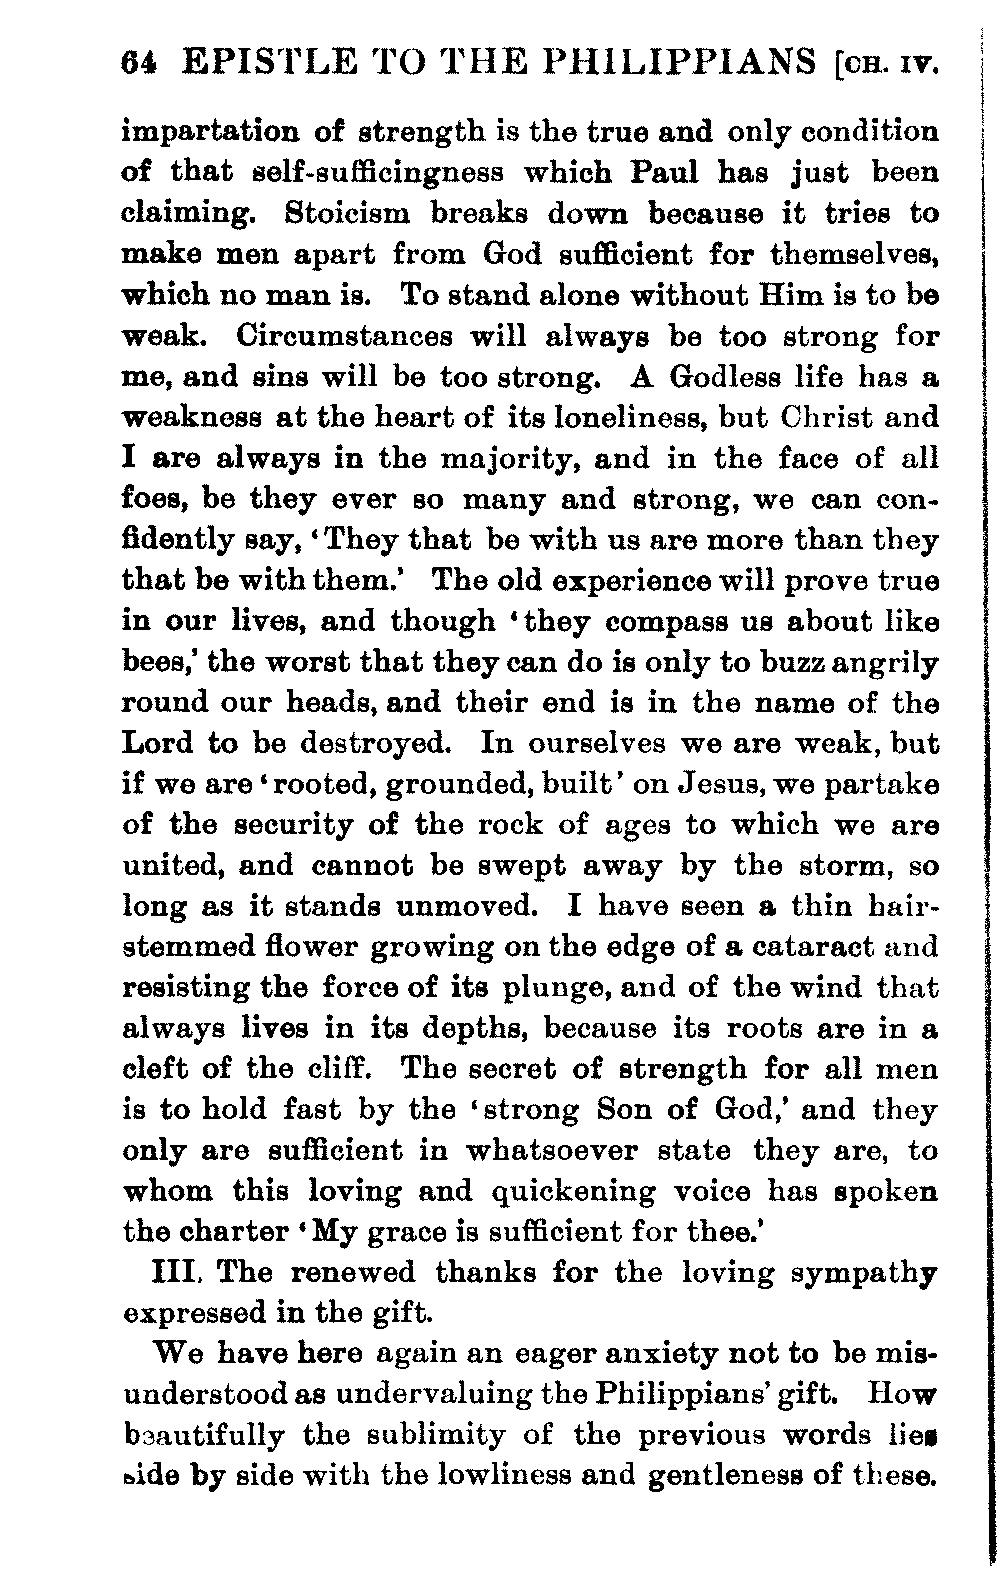 64 EPISTLE TO THE PHILIPPIANS [CH. IV.
impartation of strength is the true and only condition
of that self-sufficingness which Paul has just been
claiming. Stoicism breaks down because it tries to
make men apart from God sufficient for themselves,
which no man is. To stand alone without Him is to be
weak. Circumstances will always be too strong for
me, and sins will be too strong. A Godless life has a
weakness at the heart of its loneliness, but Christ and
I are always in the majority, and in the face of all
foes, be they ever so many and strong, we can con-
fidently say, ‘They that be with us are more than they
that be with them.’ The old experience will prove true
in our lives, and though ‘they compass us about like
bees,’ the worst that they can do is only to buzz angrily
round our heads, and their end is in the name of the
Lord to be destroyed. In ourselves we are weak, but
if we are ‘rooted, grounded, built’ on Jesus, we partake
of the security of the rock of ages to which we are
united, and cannot be swept away by the storm, so
long as it stands unmoved. I have seen a thin hair-
stemmed flower growing on the edge of a cataract and
resisting the force of its plunge, and of the wind that
always lives in its depths, because its roots are in a
cleft of the cliff. The secret of strength for all men
is to hold fast by the ‘strong Son of God,’ and they
only are sufficient in whatsoever state they are, to
whom this loving and quickening voice has spoken
the charter ‘My grace is sufficient for thee.’
III. The renewed thanks for the loving sympathy
expressed in the gift.
We have here again an eager anxiety not to be mis-
understood as undervaluing the Philippians’ gift. How
beautifully the sublimity of the previous words lies
side by side with the lowliness and gentleness of these.